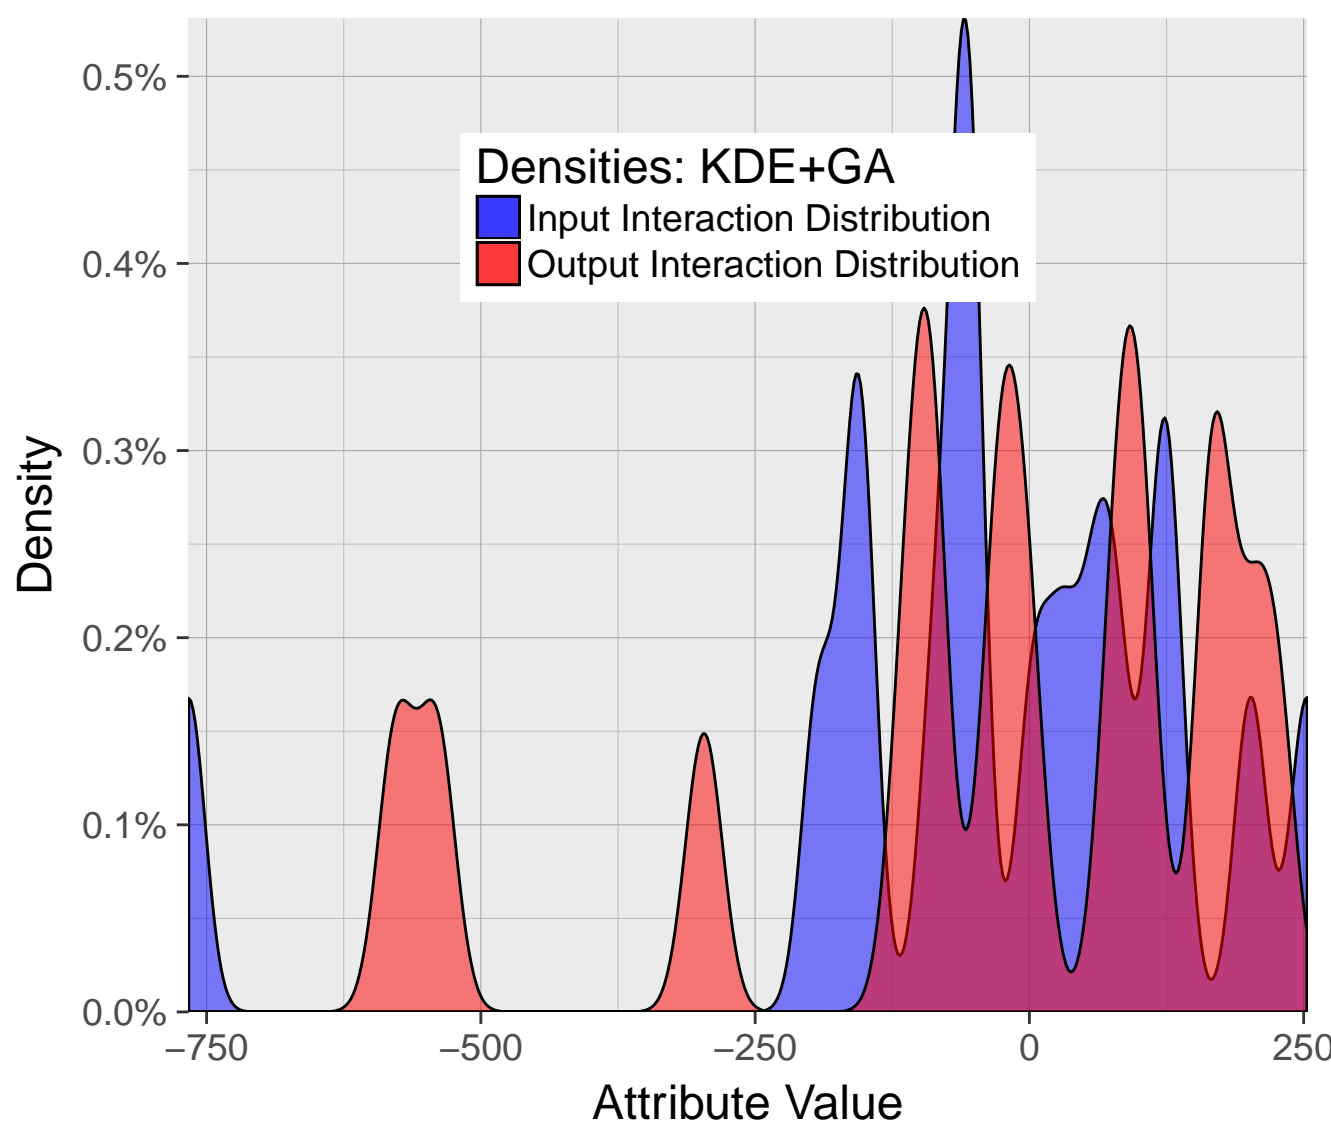 0.5%
0.4%
0.3%
0.2%
0.1%
0.0%
Density
Densities: KDE+GA
Input Interaction Distribution
Output Interaction Distribution
−750 −500 −250 0 250
Attribute Value